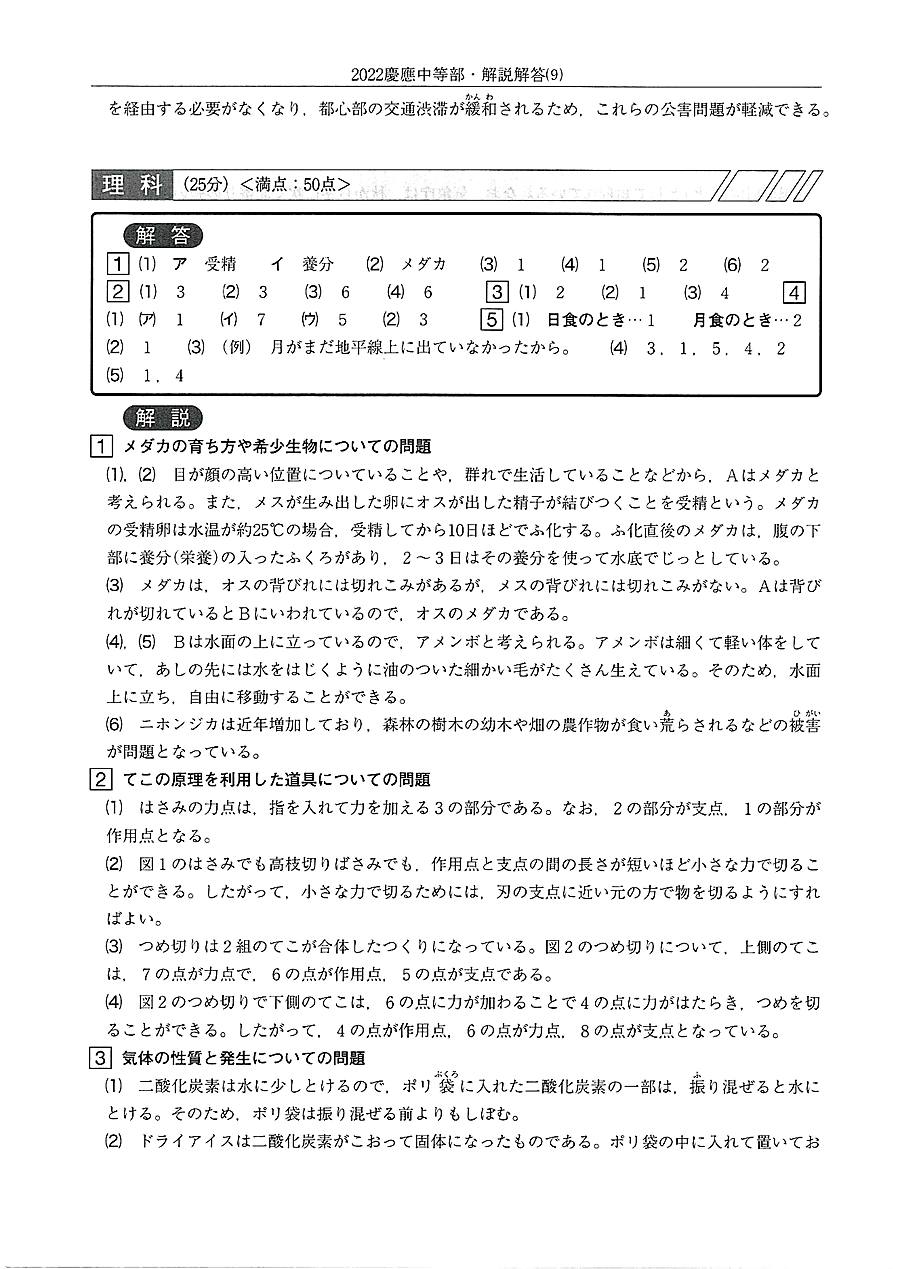 2022慶應中等部・解説解答(9)
を経由する必要がなくなり，都心部の交通渋滞が緩和されるため，これらの公害問題が軽減できる。
理科 （25分）＜満点：50点＞
解答
1 (1) ア 受精 イ 養分 (2) メダカ (3) 1 (4) 1 (5) 2 (6) 2
2 (1) 3 (2) 3 (3) 6 (4) 6 3 (1) 2 (2) 1 (3) 4 4
(1) (ア) 1 (イ) 7 (ウ) 5 (2) 3 5 (1) 日食のとき…1 月食のとき…2
(2) 1 (3) （例） 月がまだ地平線上に出ていなかったから。 (4) 3，1，5，4，2
(5) 1，4
解説
1 メダカの育ち方や希少生物についての問題
(1)，(2) 目が顔の高い位置についていることや，群れで生活していることなどから，Aはメダカと
考えられる。また，メスが生み出した卵にオスが出した精子が結びつくことを受精という。メダカ
の受精卵は水温が約25℃の場合，受精してから10日ほどでふ化する。ふ化直後のメダカは，腹の下
部に養分(栄養)の入ったふくろがあり，2～3日はその養分を使って水底でじっとしている。
(3) メダカは，オスの背びれには切れこみがあるが，メスの背びれには切れこみがない。Aは背び
れが切れているとBにいわれているので，オスのメダカである。
(4)，(5) Bは水面の上に立っているので，アメンボと考えられる。アメンボは細くて軽い体をして
いて，あしの先には水をはじくように油のついた細かい毛がたくさん生えている。そのため，水面
上に立ち，自由に移動することができる。
(6) ニホンジカは近年増加しており，森林の樹木の幼木や畑の農作物が食い荒らされるなどの被害
が問題となっている。
2 てこの原理を利用した道具についての問題
(1) はさみの力点は，指を入れて力を加える3の部分である。なお，2の部分が支点，1の部分が
作用点となる。
(2) 図1のはさみでも高枝切りばさみでも，作用点と支点の間の長さが短いほど小さな力で切るこ
とができる。したがって，小さな力で切るためには，刃の支点に近い元の方で物を切るようにすれ
ばよい。
(3) つめ切りは2組のてこが合体したつくりになっている。図2のつめ切りについて，上側のてこ
は，7の点が力点で，6の点が作用点，5の点が支点である。
(4) 図2のつめ切りで下側のてこは，6の点に力が加わることで4の点に力がはたらき，つめを切
ることができる。したがって，4の点が作用点，6の点が力点，8の点が支点となっている。
3 気体の性質と発生についての問題
(1) 二酸化炭素は水に少しとけるので，ポリ袋に入れた二酸化炭素の一部は，振り混ぜると水に
とける。そのため，ポリ袋は振り混ぜる前よりもしぼむ。
(2) ドライアイスは二酸化炭素がこおって固体になったものである。ポリ袋の中に入れて置いてお